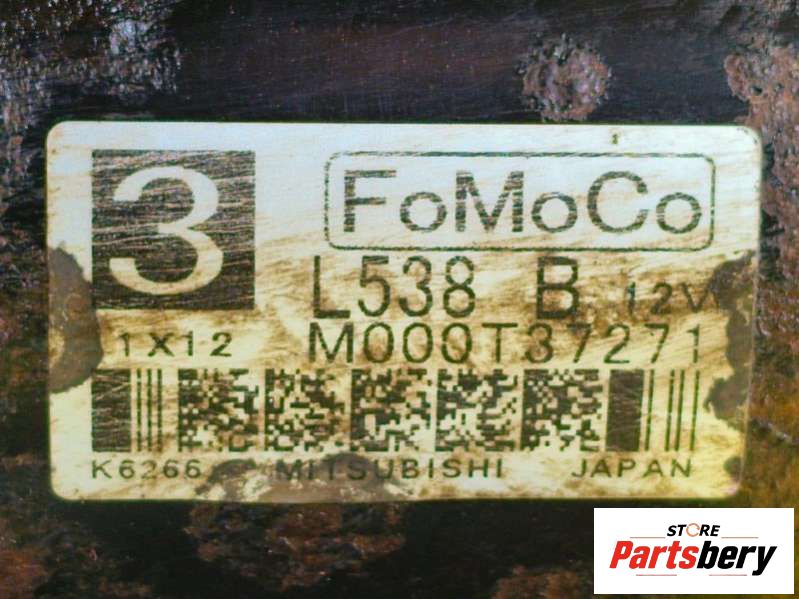 3
FoMoCo
L538 B 12V
1X12 M000T37271
K6266 MITSUBISHI JAPAN
STORE
Partsbery